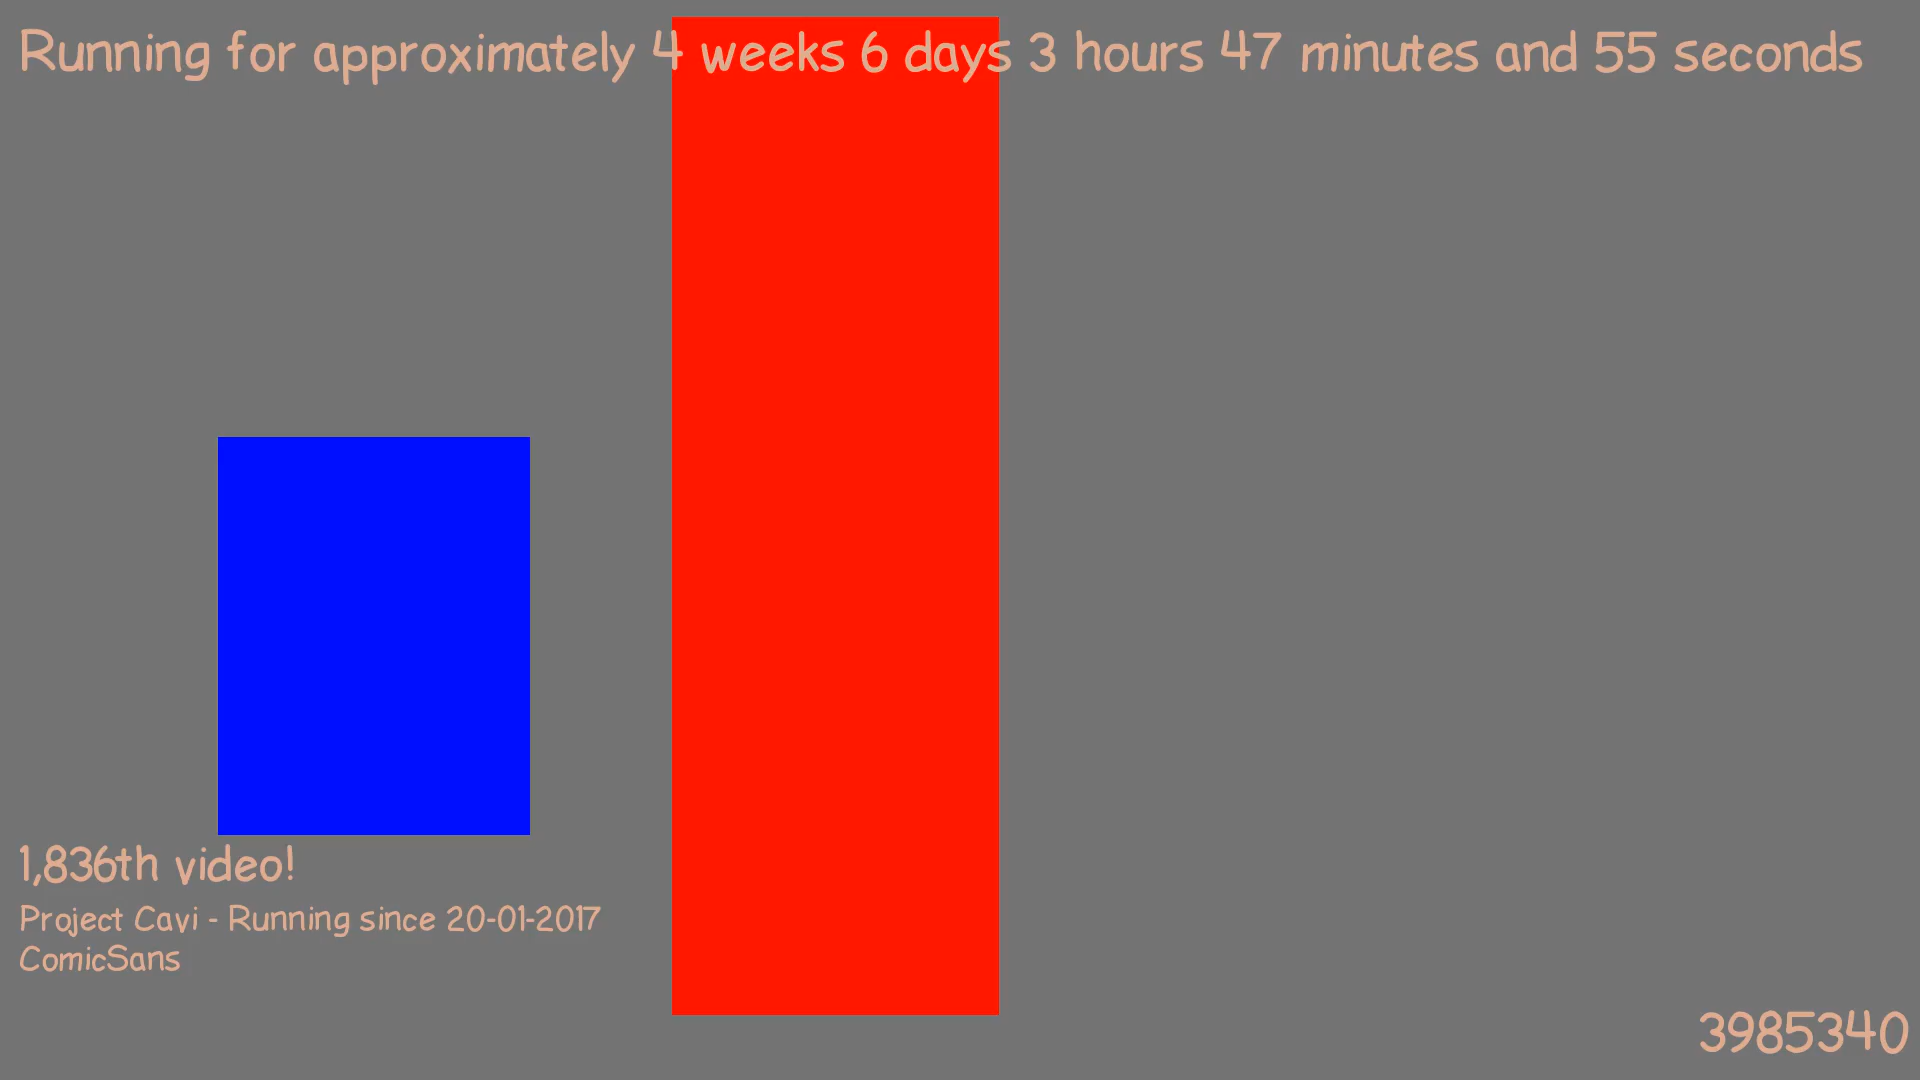 Running for approximately 4 weeks 6 days 3 hours 47 minutes and 55 seconds
1,836th video!
Project Cavi - Running since 20-01-2017
ComicSans
3985340